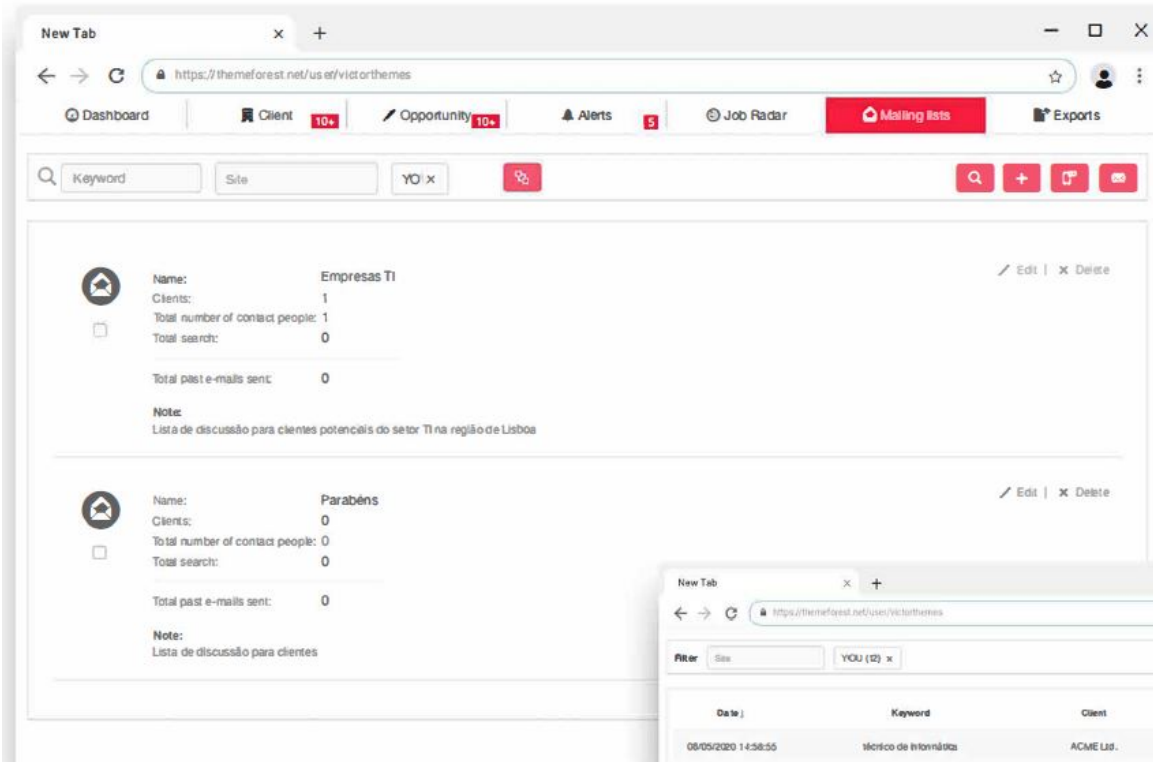 New Tab × +
https://themeforest.net/user/victorthemes
Dashboard Client 10+ Opportunity 10+ Alerts 5 Job Radar Mailing lists Exports
Keyword Site YO ×
Edit | × Delete
Name: Empresas TI
Clients: 1
Total number of contact people: 1
Total search: 0
Total past e-mails sent: 0
Note:
Lista de discussão para clientes potenciais do setor TI na região de Lisboa
Edit | × Delete
Name: Parabéns
Clients: 0
Total number of contact people: 0
Total search: 0
Total past e-mails sent: 0
Note:
Lista de discussão para clientes
New Tab × +
https://themeforest.net/user/victorthemes
Filter Site YOU (12) ×
Date ↓ Keyword Client
08/05/2020 14:58:55 técnico de informática ACME Ltd.